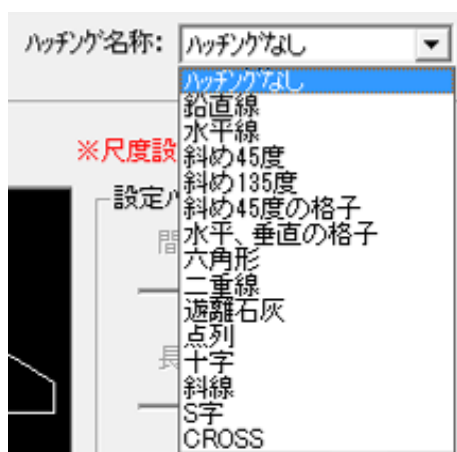 ハッチング名称: ハッチングなし
ハッチングなし
鉛直線
水平線
※尺度設
斜め45度
斜め135度
設定
斜め45度の格子
水平、垂直の格子
間
六角形
二重線
遊離石灰
点列
長
十字
斜線
S字
CROSS